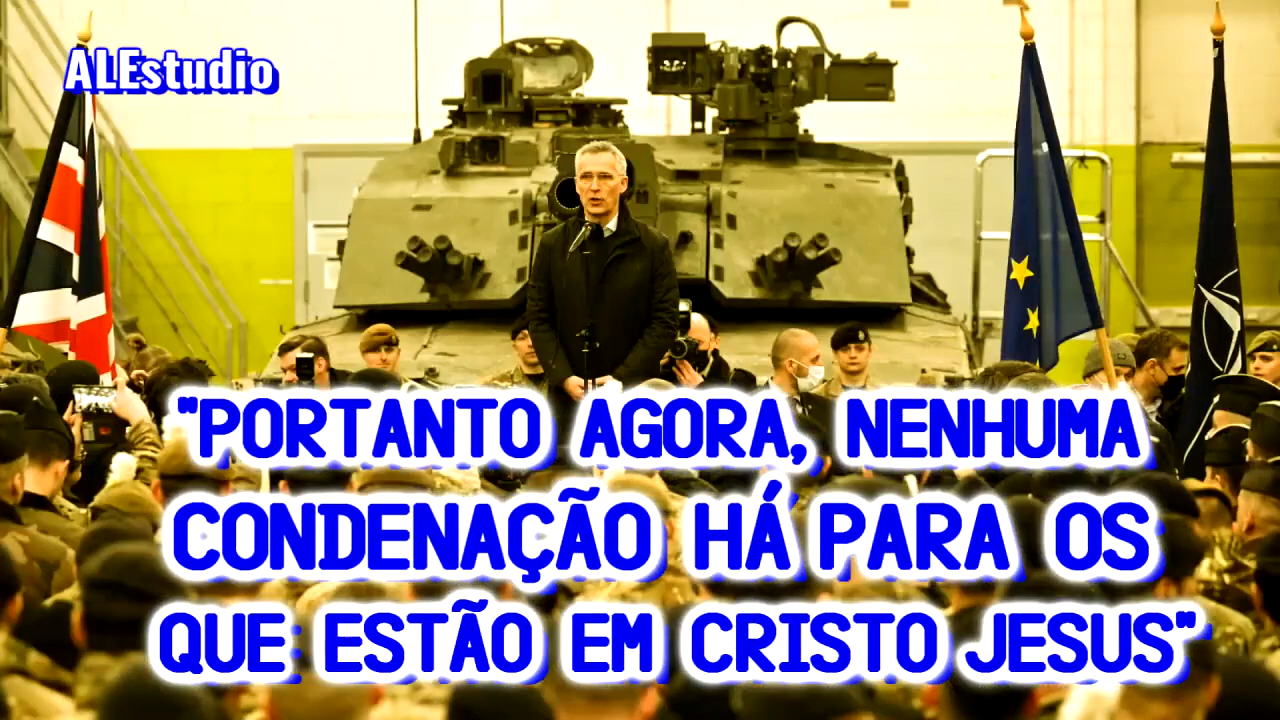 ALEstudio
"PORTANTO AGORA, NENHUMA
CONDENAÇÃO HÁ PARA OS
QUE ESTÃO EM CRISTO JESUS"